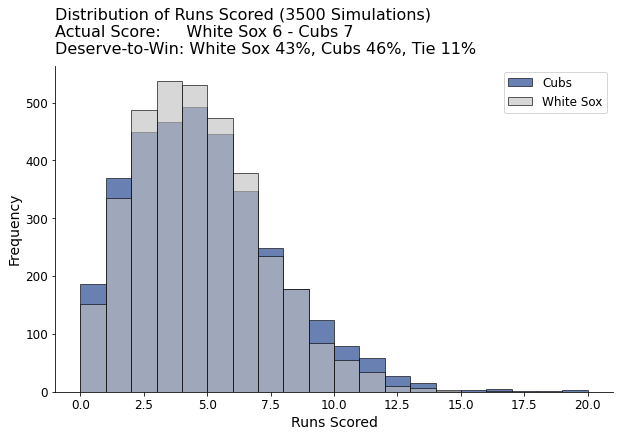 Distribution of Runs Scored (3500 Simulations)
Actual Score:     White Sox 6 - Cubs 7
Deserve-to-Win: White Sox 43%, Cubs 46%, Tie 11%
Cubs
White Sox
Frequency
500
400
300
200
100
0
0.0 2.5 5.0 7.5 10.0 12.5 15.0 17.5 20.0
Runs Scored